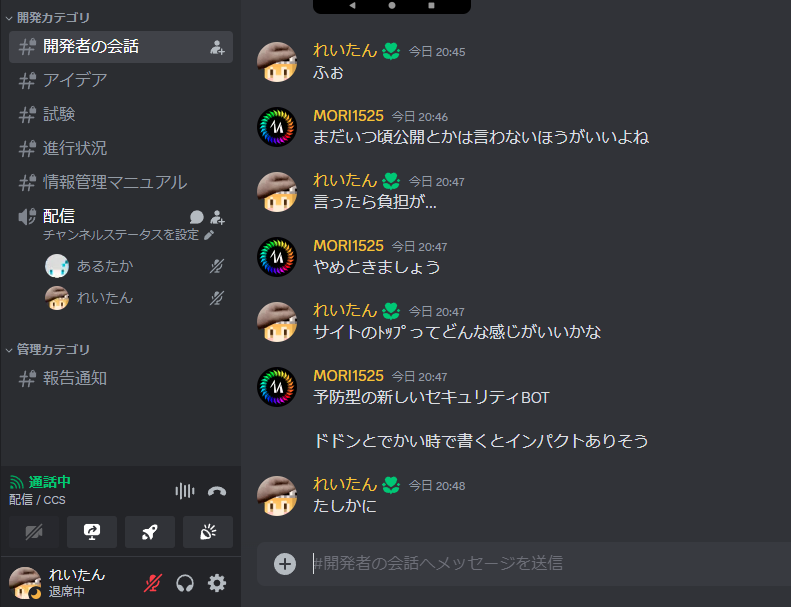 開発カテゴリ
開発者の会話
アイデア
試験
進行状況
情報管理マニュアル
配信
チャンネルステータスを設定
あるたか
れいたん
管理カテゴリ
報告通知
通話中
配信 / CCS
れいたん
退席中
れいたん 今日 20:45
ふぉ
MORI1525 今日 20:46
まだいつ頃公開とかは言わないほうがいいよね
れいたん 今日 20:47
言ったら負担が...
MORI1525 今日 20:47
やめときましょう
れいたん 今日 20:47
サイトのﾄｯﾌﾟってどんな感じがいいかな
MORI1525 今日 20:47
予防型の新しいセキュリティBOT
ドドンとでかい時で書くとインパクトありそう
れいたん 今日 20:48
たしかに
#開発者の会話へメッセージを送信